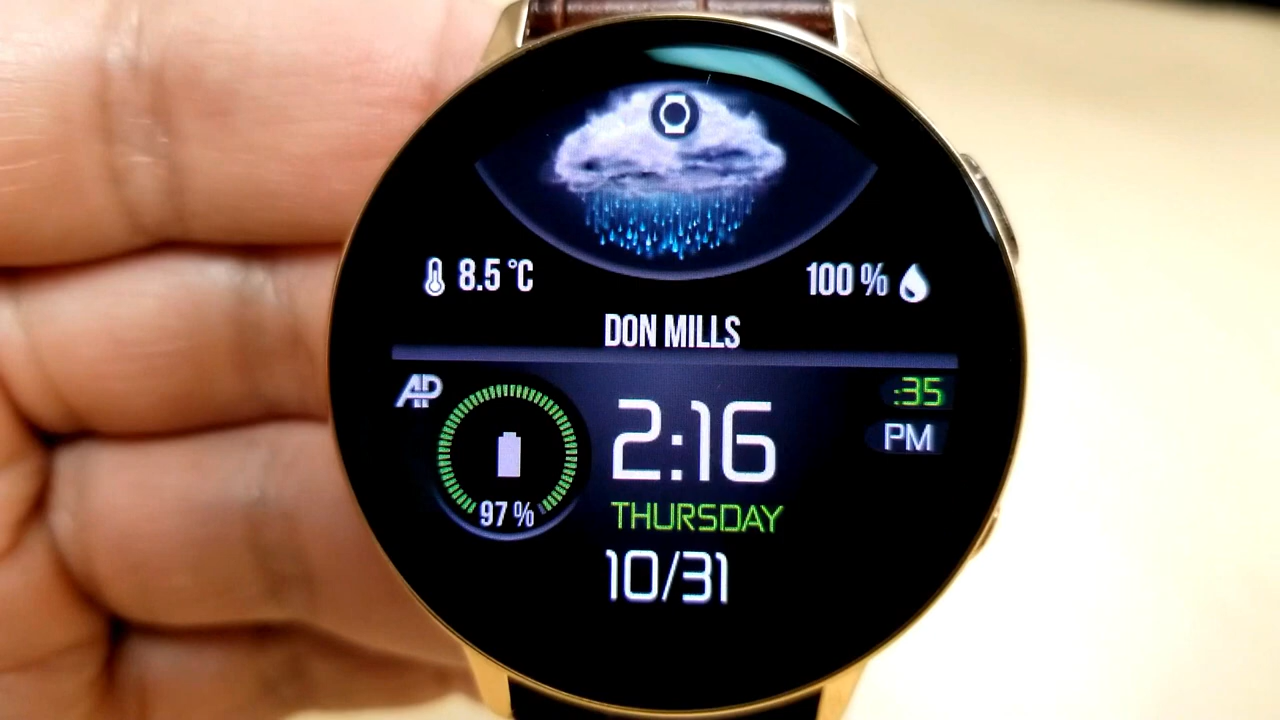 8.5 °C
100 %
DON MILLS
AP
:35
PM
2:16
97 %
THURSDAY
10/31